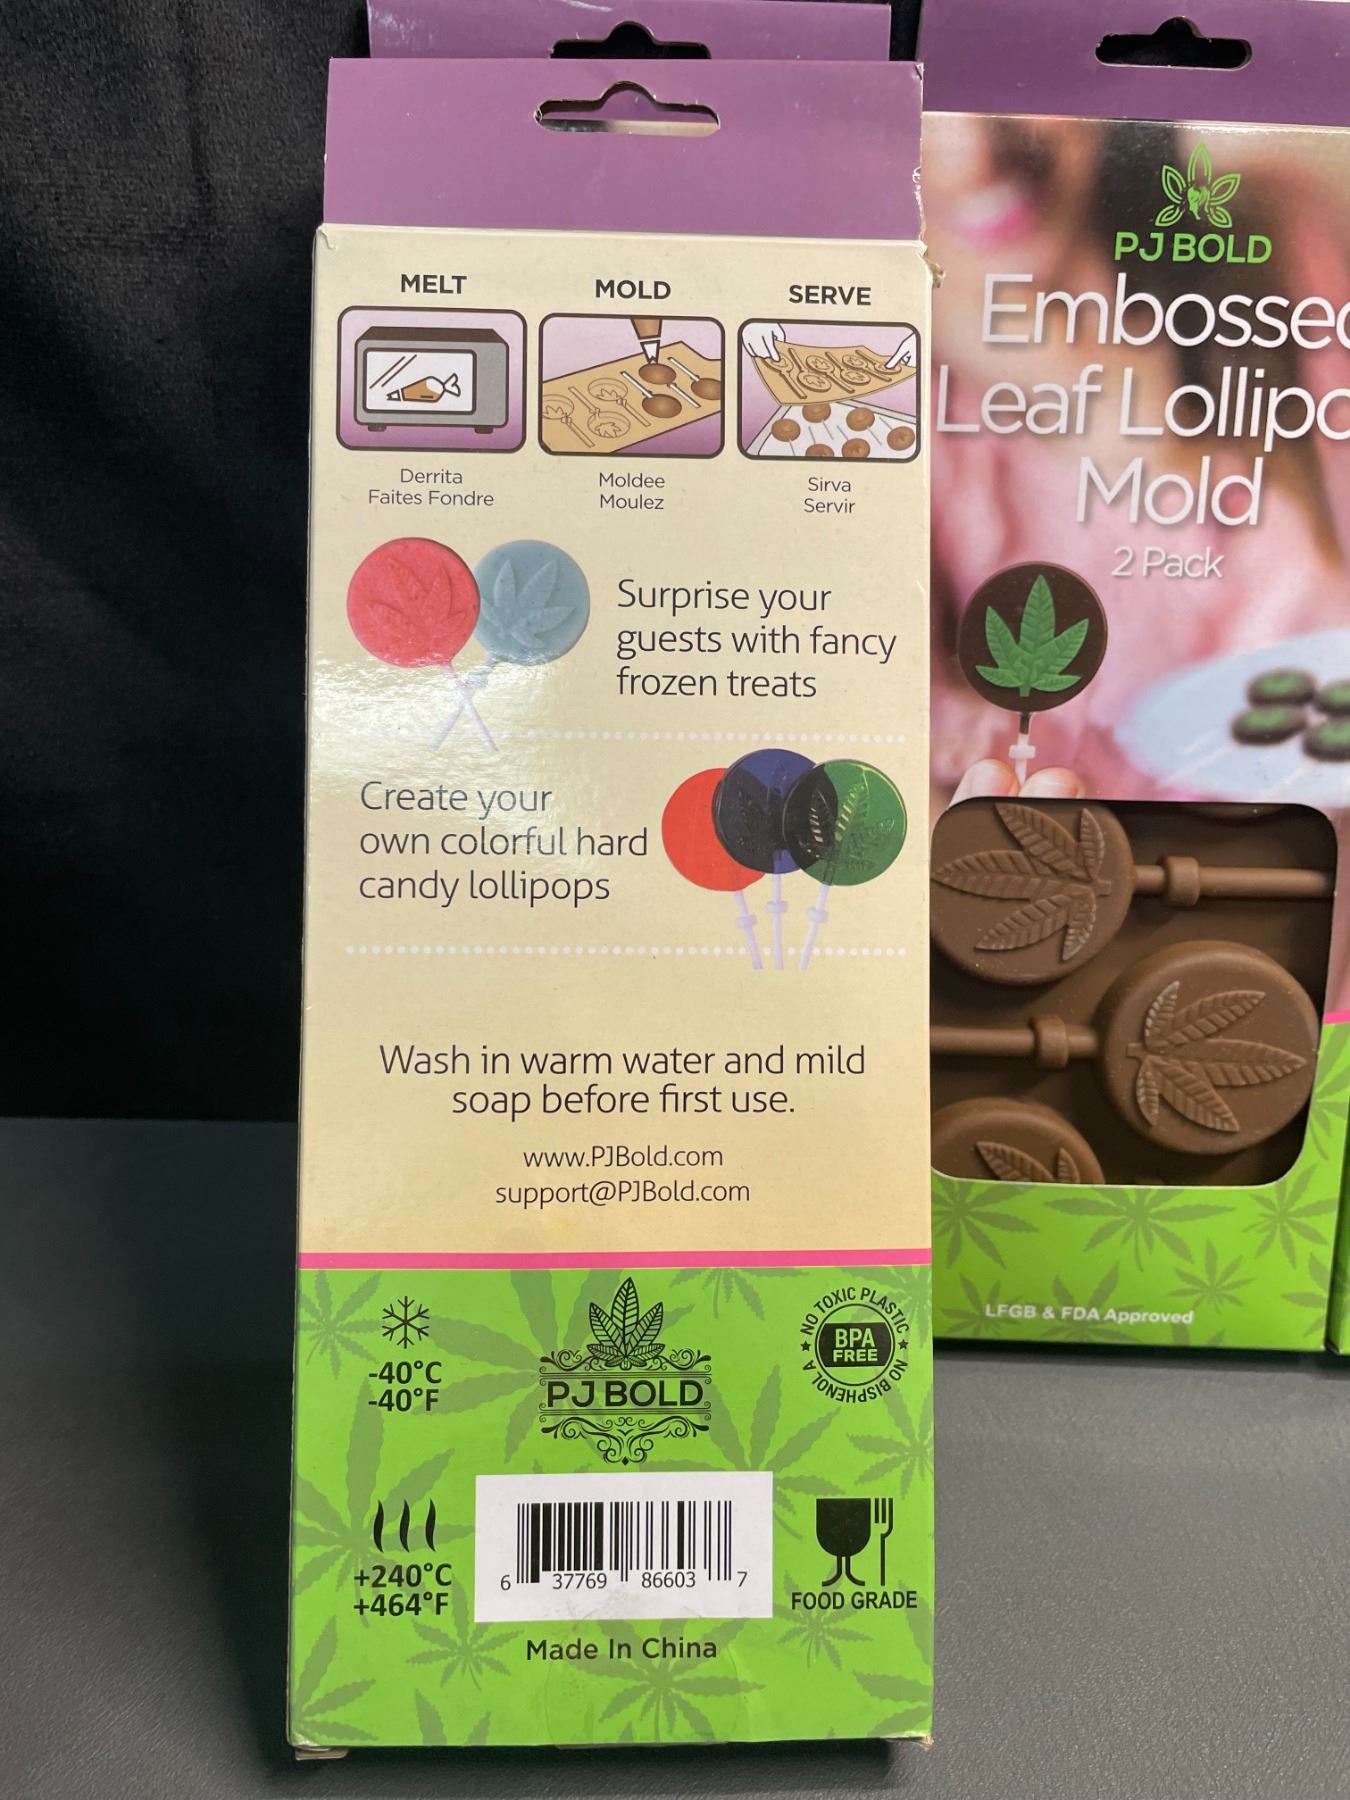 MELT
MOLD
SERVE
Derrita
Faites Fondre
Moldee
Moulez
Sirva
Servir
Surprise your
guests with fancy
frozen treats
Create your
own colorful hard
candy lollipops
Wash in warm water and mild
soap before first use.
www.PJBold.com
support@PJBold.com
-40°C
-40°F
PJ BOLD
NO TOXIC PLASTIC
BPA
FREE
NO BISPHENOL A
+240°C
+464°F
6 37769 86603 7
FOOD GRADE
Made In China
PJ BOLD
Embossed
Leaf Lollipo
Mold
2 Pack
LFGB & FDA Approved